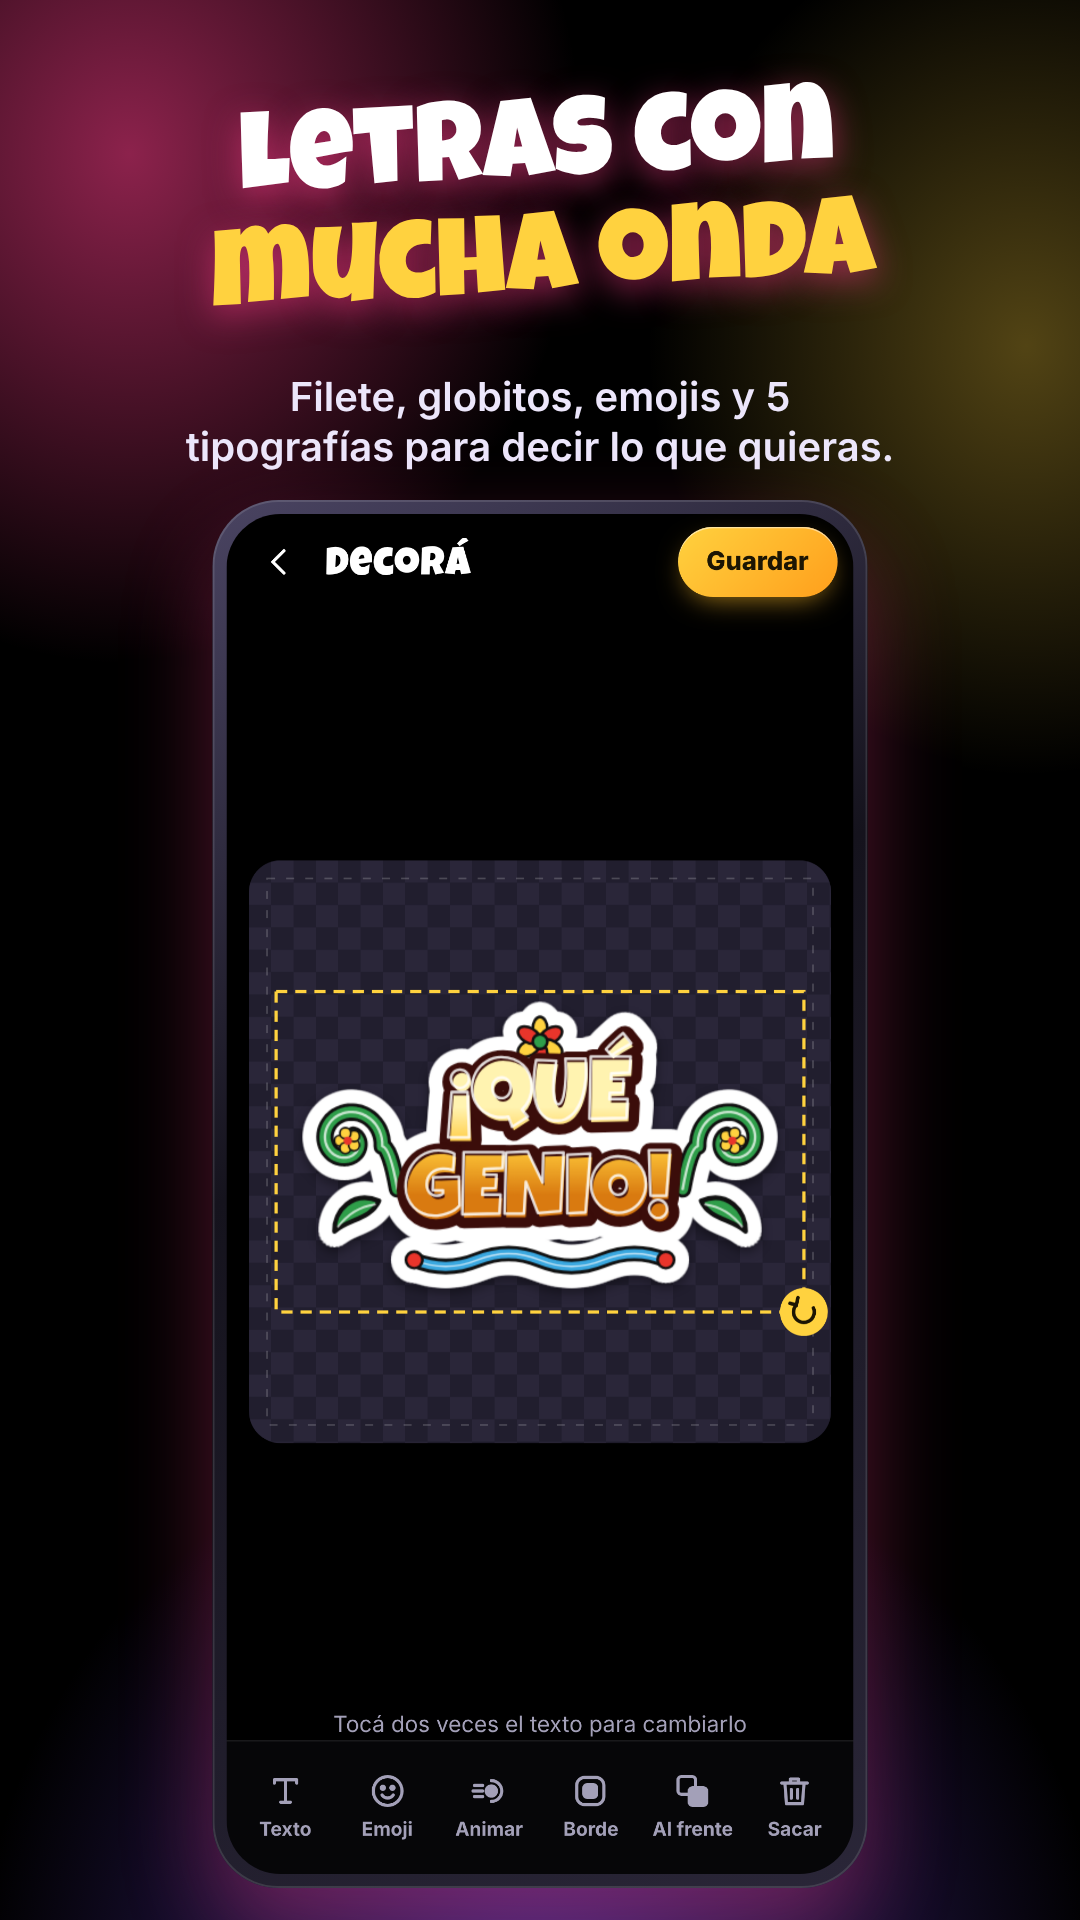 LeTRAS CON
MUCHA ONDA
Filete, globitos, emojis y 5
tipografías para decir lo que quieras.
DeCORÁ
Guardar
¡QUÉ
GENIO!
Tocá dos veces el texto para cambiarlo
Texto Emoji Animar Borde Al frente Sacar